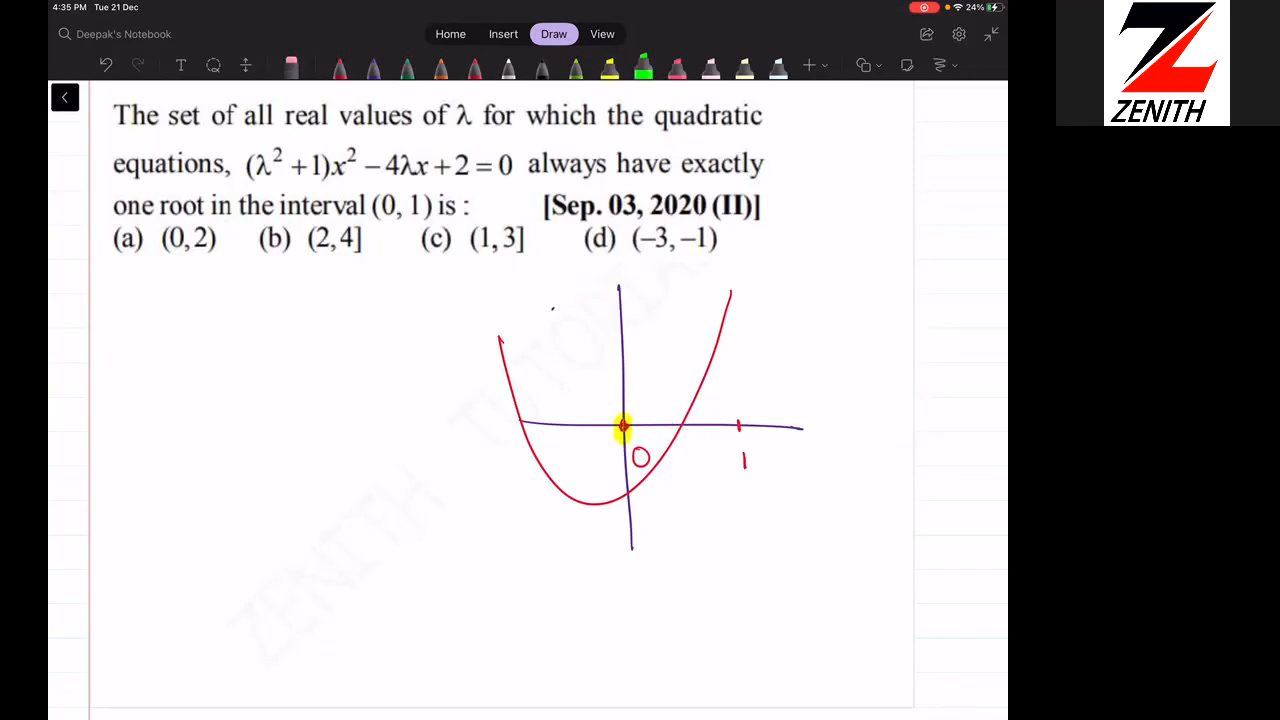 4:35 PM Tue 21 Dec
24%
Deepak's Notebook
Home Insert Draw View
The set of all real values of λ for which the quadratic
equations, (λ² + 1)x² − 4λx + 2 = 0 always have exactly
one root in the interval (0, 1) is : [Sep. 03, 2020 (II)]
(a) (0, 2) (b) (2, 4] (c) (1, 3] (d) (–3, –1)
0
1
ZENITH TUTORIA
ZENITH